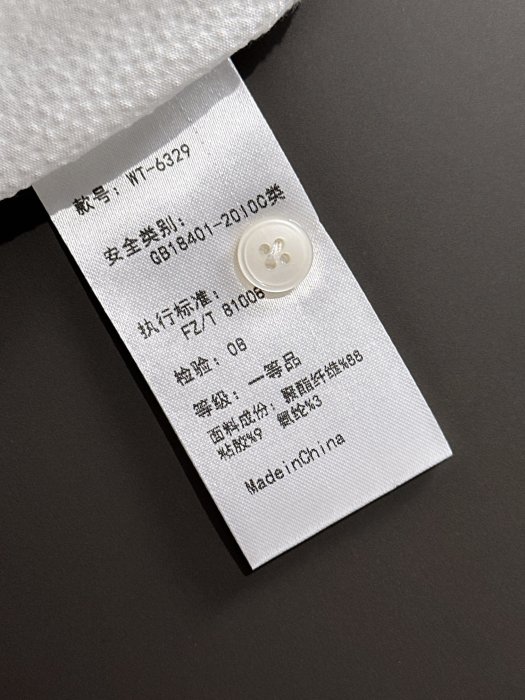 款号: WT-6329
安全类别:
GB18401-2010C类
执行标准:
FZ/T 81006
检验: 08
等级: 一等品
面料成份: 聚酯纤维%88
粘胶%9 氨纶%3
MadeinChina